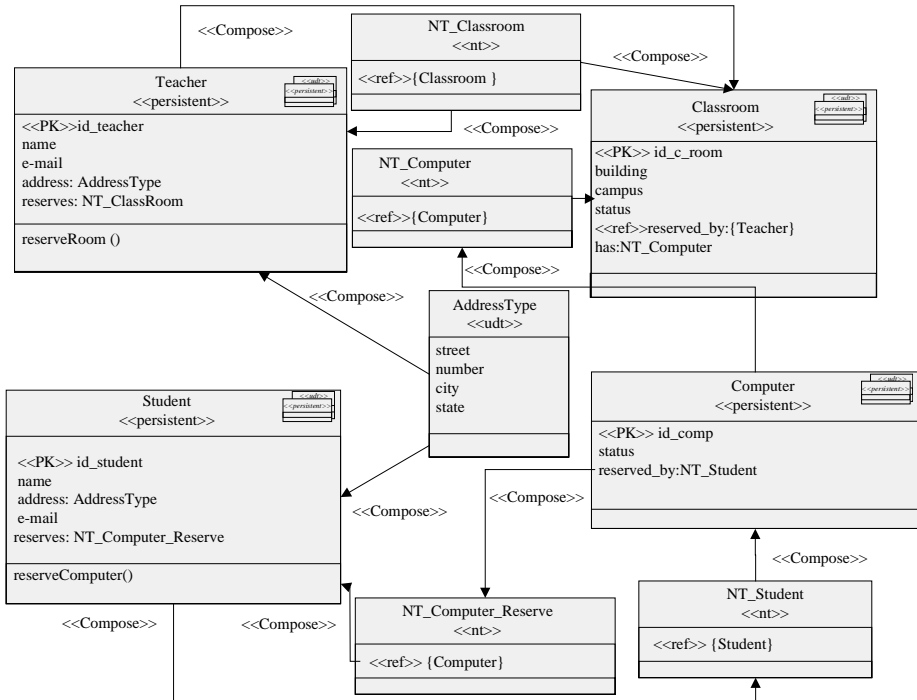 <<Compose>>
NT_Classroom
<<nt>>
<<ref>>{Classroom }
<<Compose>>
Teacher
<<persistent>>
<<udt>>
<<persistent>>
<<PK>>id_teacher
name
e-mail
address: AddressType
reserves: NT_ClassRoom
reserveRoom ()
<<Compose>>
Classroom
<<persistent>>
<<udt>>
<<persistent>>
<<PK>> id_c_room
building
campus
status
<<ref>>reserved_by:{Teacher}
has:NT_Computer
NT_Computer
<<nt>>
<<ref>>{Computer}
<<Compose>>
<<Compose>>
AddressType
<<udt>>
street
number
city
state
Student
<<persistent>>
<<udt>>
<<persistent>>
<<PK>> id_student
name
address: AddressType
e-mail
reserves: NT_Computer_Reserve
reserveComputer()
<<Compose>>
Computer
<<persistent>>
<<udt>>
<<persistent>>
<<PK>> id_comp
status
reserved_by:NT_Student
<<Compose>>
<<Compose>>
<<Compose>>
<<Compose>>
NT_Computer_Reserve
<<nt>>
<<ref>> {Computer}
NT_Student
<<nt>>
<<ref>> {Student}